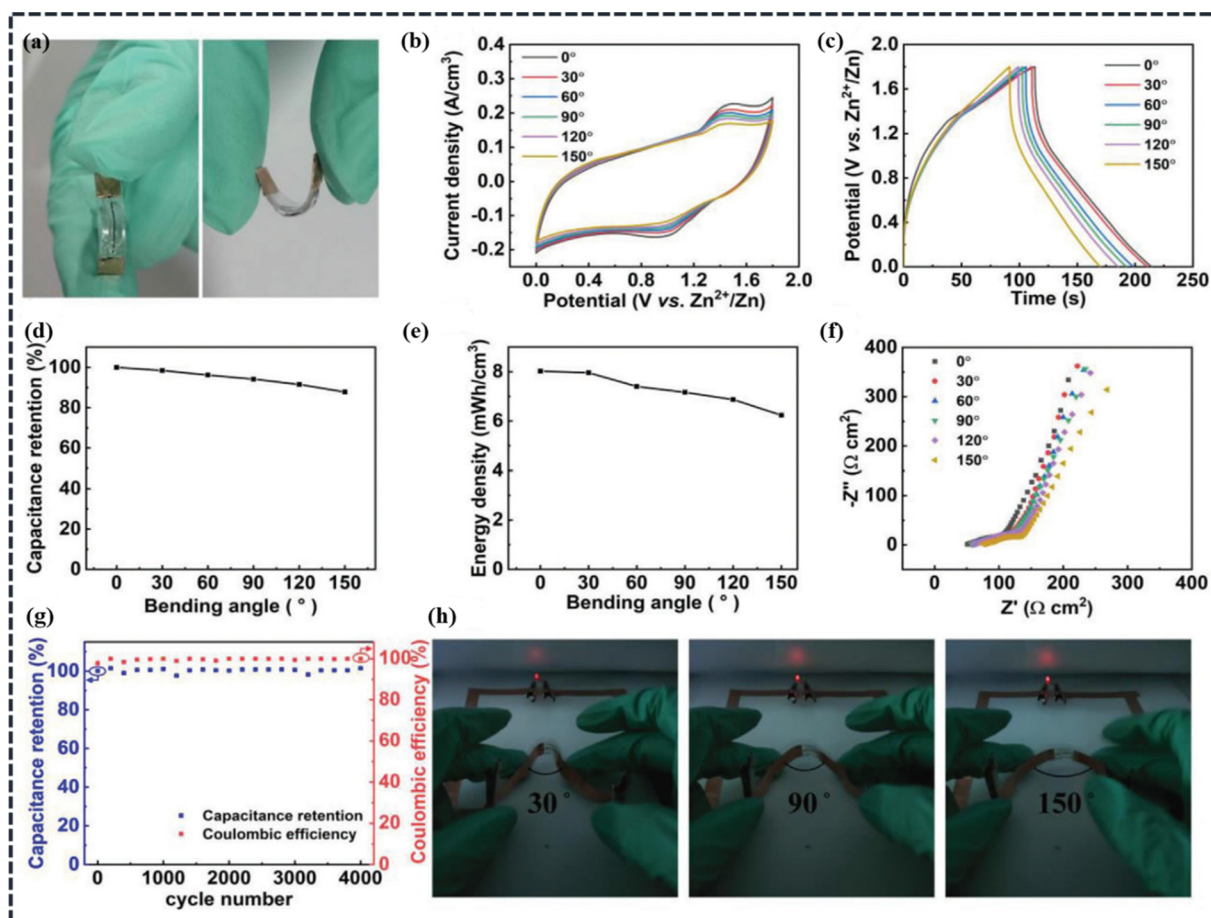 (a)
(b)
Current density (A/cm³)
0.4
0.3
0.2
0.1
0.0
-0.1
-0.2
0°
30°
60°
90°
120°
150°
0.0 0.4 0.8 1.2 1.6 2.0
Potential (V vs. Zn²⁺/Zn)
(c)
Potential (V vs. Zn²⁺/Zn)
2.0
1.6
1.2
0.8
0.4
0.0
0°
30°
60°
90°
120°
150°
0 50 100 150 200 250
Time (s)
(d)
Capacitance retention (%)
100
80
60
40
20
0
0 30 60 90 120 150
Bending angle ( ° )
(e)
Energy density (mWh/cm³)
8
6
4
2
0
0 30 60 90 120 150
Bending angle ( ° )
(f)
-Z'' (Ω cm²)
400
300
200
100
0
0°
30°
60°
90°
120°
150°
0 100 200 300 400
Z' (Ω cm²)
(g)
Capacitance retention (%)
100
80
60
40
20
0
Capacitance retention
Coulombic efficiency
100
80
60
40
20
0
Coulombic efficiency (%)
0 1000 2000 3000 4000
cycle number
(h)
30°
90°
150°